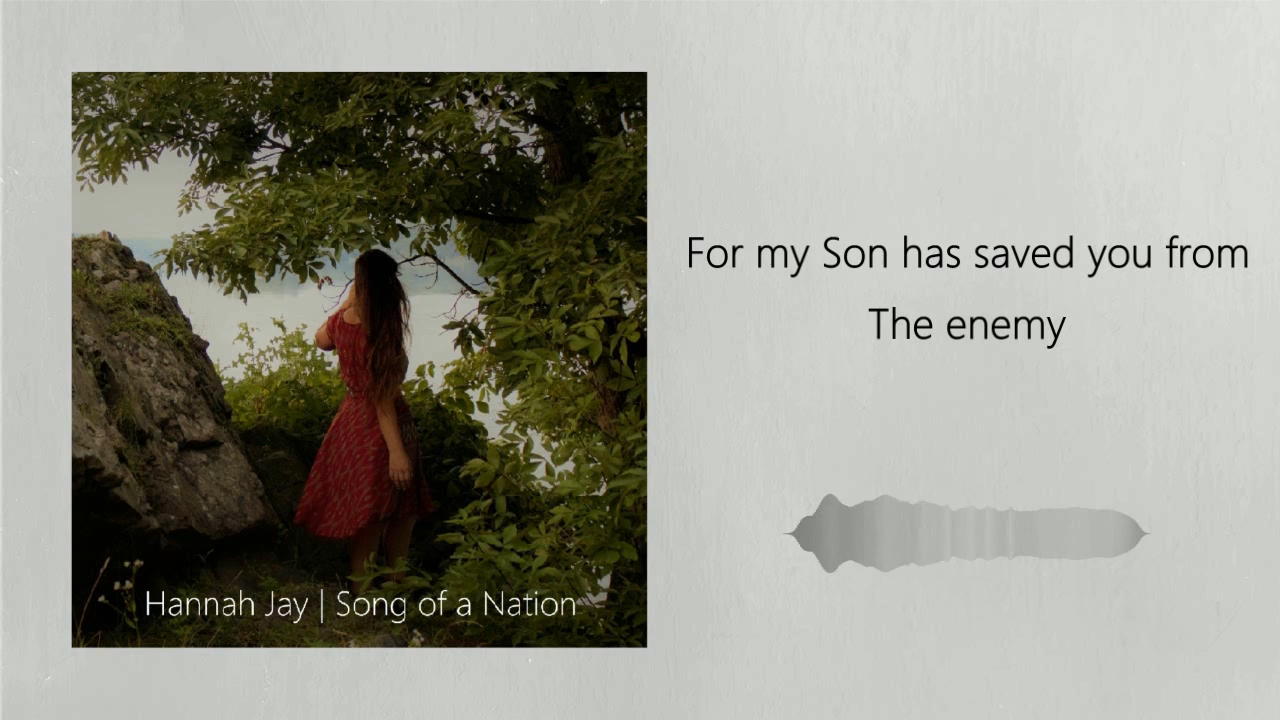 For my Son has saved you from
The enemy
Hannah Jay | Song of a Nation